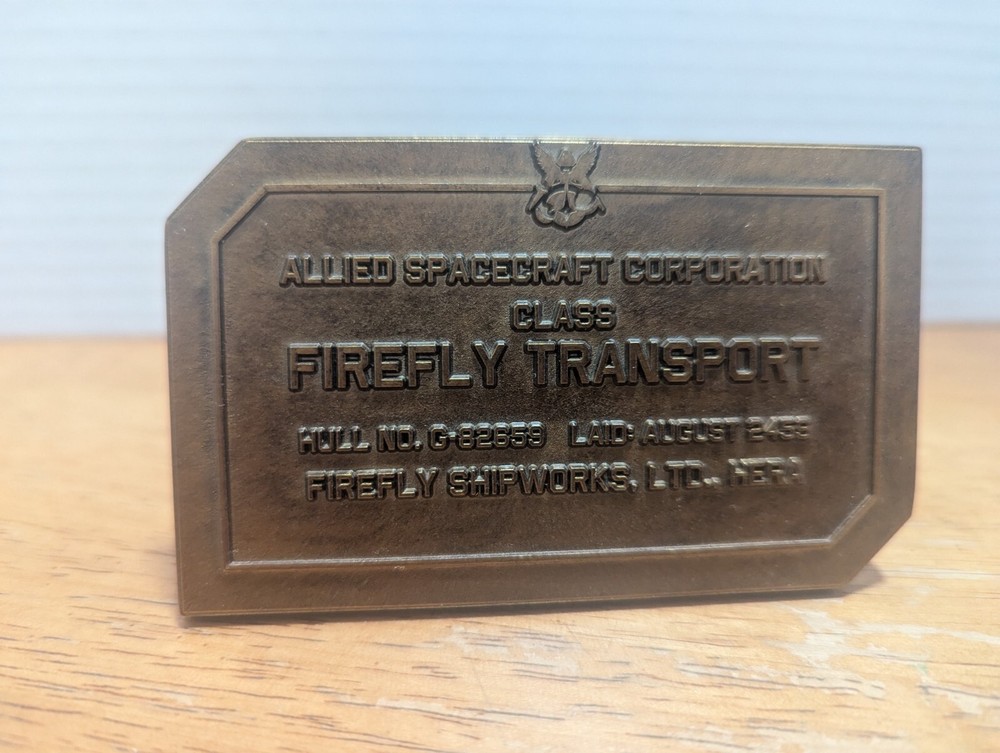 ALLIED SPACECRAFT CORPORATION
CLASS
FIREFLY TRANSPORT
HULL NO. G-82659 LAID: AUGUST 2459
FIREFLY SHIPWORKS, LTD., HERA